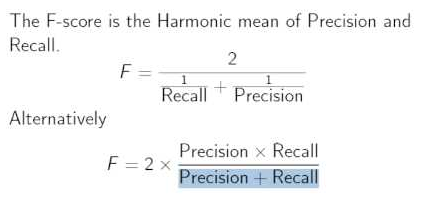 The F-score is the Harmonic mean of Precision and
Recall.
F = 2 / (1/Recall + 1/Precision)
Alternatively
F = 2 × (Precision × Recall) / (Precision + Recall)